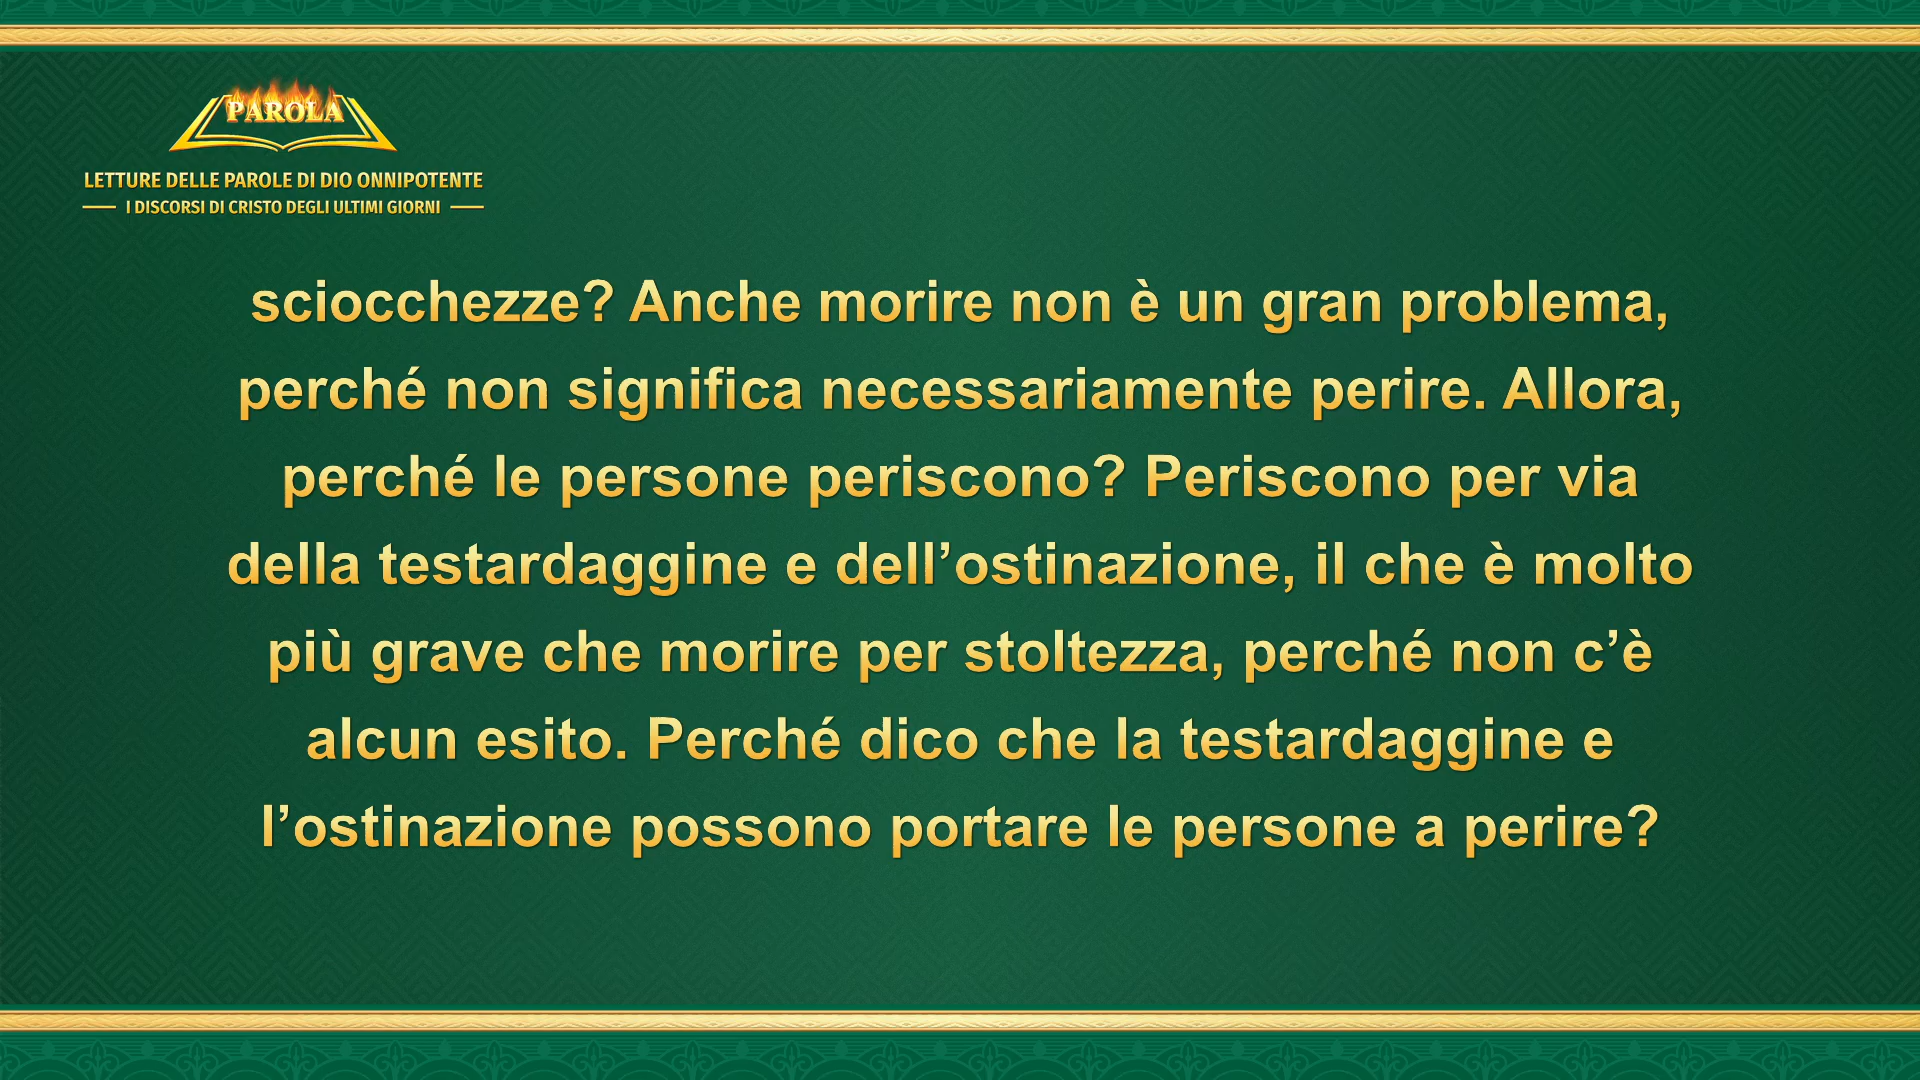 PAROLA
LETTURE DELLE PAROLE DI DIO ONNIPOTENTE
I DISCORSI DI CRISTO DEGLI ULTIMI GIORNI
sciocchezze? Anche morire non è un gran problema,
perché non significa necessariamente perire. Allora,
perché le persone periscono? Periscono per via
della testardaggine e dell’ostinazione, il che è molto
più grave che morire per stoltezza, perché non c’è
alcun esito. Perché dico che la testardaggine e
l’ostinazione possono portare le persone a perire?